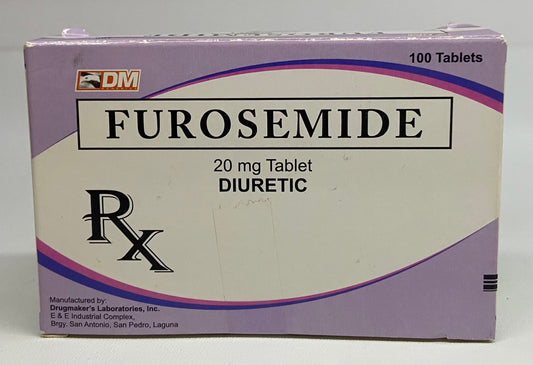 DM
100 Tablets
FUROSEMIDE
20 mg Tablet
DIURETIC
Rx
Manufactured by:
Drugmaker's Laboratories, Inc.
E & E Industrial Complex,
Brgy. San Antonio, San Pedro, Laguna